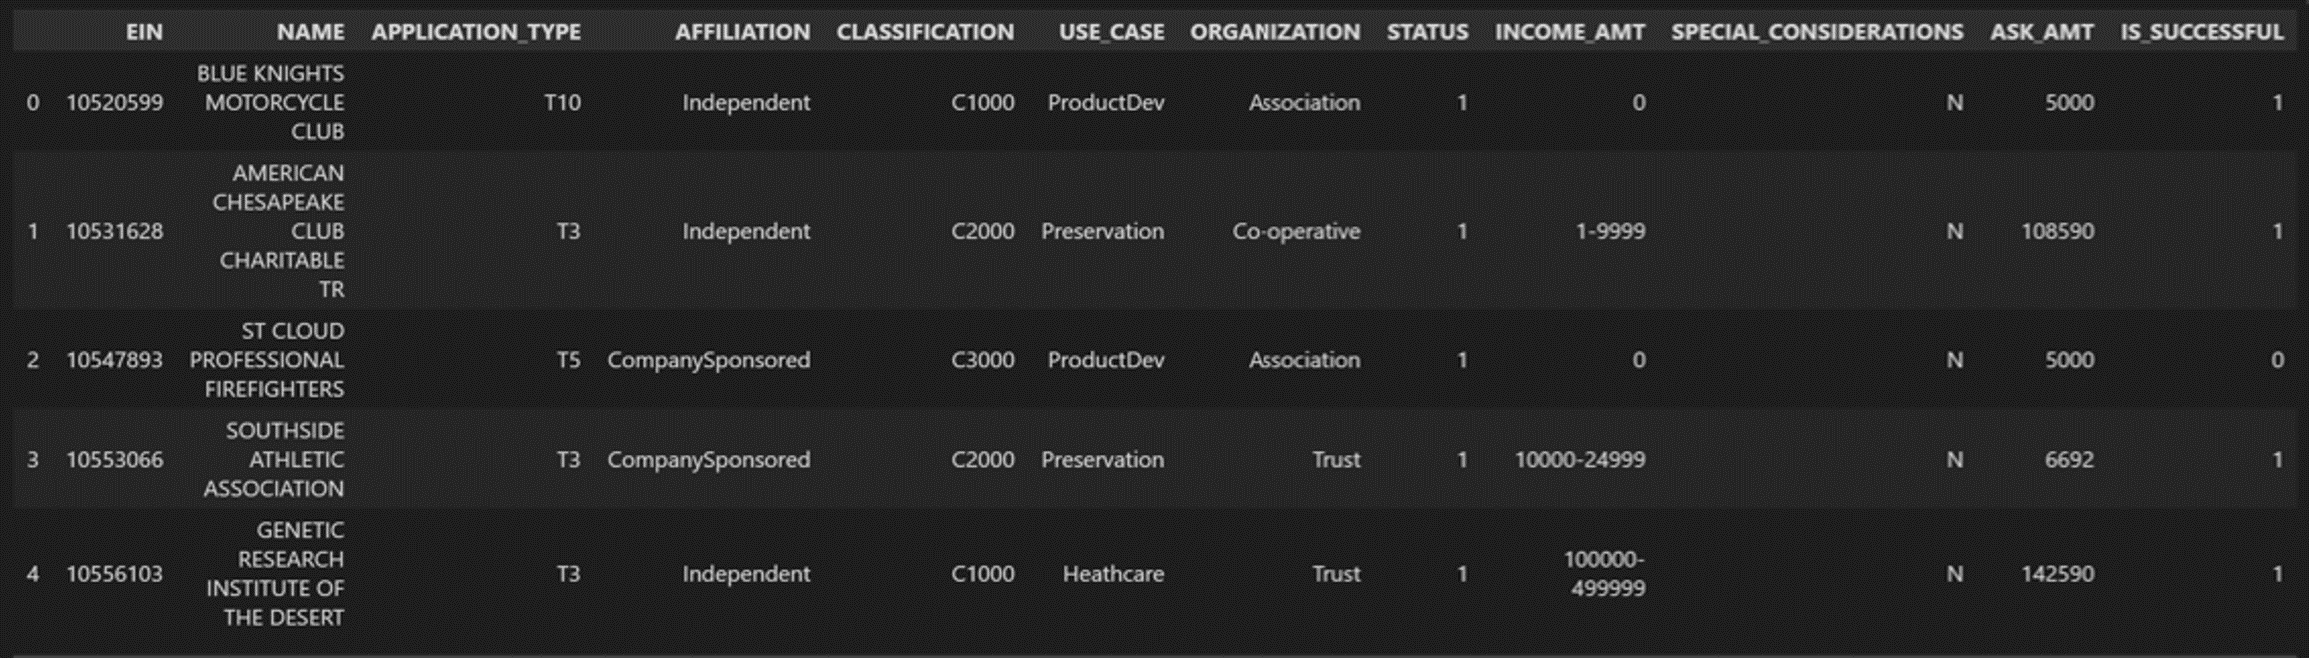 EIN NAME APPLICATION_TYPE AFFILIATION CLASSIFICATION USE_CASE ORGANIZATION STATUS INCOME_AMT SPECIAL_CONSIDERATIONS ASK_AMT IS_SUCCESSFUL
BLUE KNIGHTS
0 10520599 MOTORCYCLE T10 Independent C1000 ProductDev Association 1 0 N 5000 1
CLUB
AMERICAN
CHESAPEAKE
1 10531628 CLUB T3 Independent C2000 Preservation Co-operative 1 1-9999 N 108590 1
CHARITABLE
TR
ST CLOUD
2 10547893 PROFESSIONAL T5 CompanySponsored C3000 ProductDev Association 1 0 N 5000 0
FIREFIGHTERS
SOUTHSIDE
3 10553066 ATHLETIC T3 CompanySponsored C2000 Preservation Trust 1 10000-24999 N 6692 1
ASSOCIATION
GENETIC
RESEARCH 100000-
4 10556103 T3 Independent C1000 Heathcare Trust 1 N 142590 1
INSTITUTE OF 499999
THE DESERT